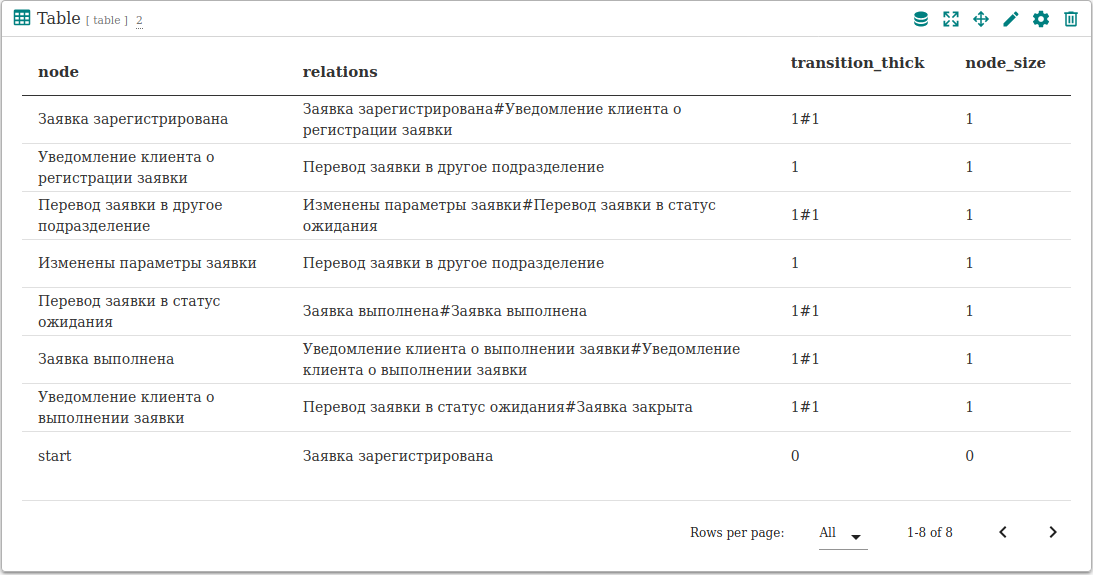 Table [ table ] 2
node relations transition_thick node_size
Заявка зарегистрирована Заявка зарегистрирована#Уведомление клиента о регистрации заявки 1#1 1
Уведомление клиента о регистрации заявки Перевод заявки в другое подразделение 1 1
Перевод заявки в другое подразделение Изменены параметры заявки#Перевод заявки в статус ожидания 1#1 1
Изменены параметры заявки Перевод заявки в другое подразделение 1 1
Перевод заявки в статус ожидания Заявка выполнена#Заявка выполнена 1#1 1
Заявка выполнена Уведомление клиента о выполнении заявки#Уведомление клиента о выполнении заявки 1#1 1
Уведомление клиента о выполнении заявки Перевод заявки в статус ожидания#Заявка закрыта 1#1 1
start Заявка зарегистрирована 0 0
Rows per page: All 1-8 of 8